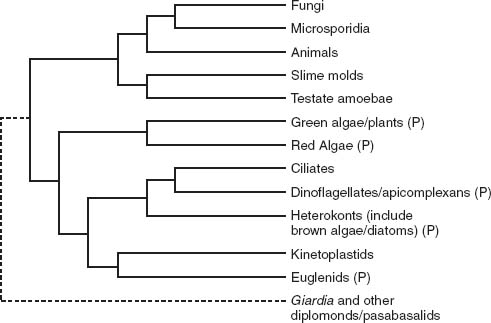 Fungi
Microsporidia
Animals
Slime molds
Testate amoebae
Green algae/plants (P)
Red Algae (P)
Ciliates
Dinoflagellates/apicomplexans (P)
Heterokonts (include
brown algae/diatoms) (P)
Kinetoplastids
Euglenids (P)
Giardia and other
diplomonds/pasabasalids